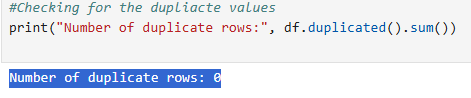 #Checking for the dupliacte values
print("Number of duplicate rows:", df.duplicated().sum())
Number of duplicate rows: 0